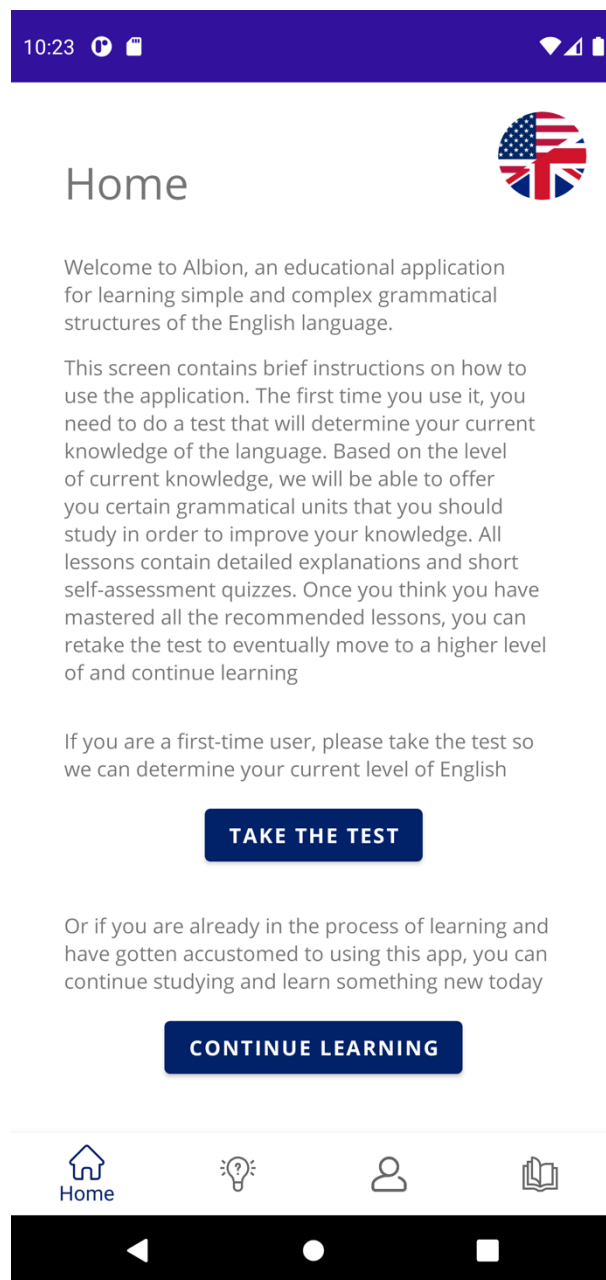 10:23
Home
Welcome to Albion, an educational application
for learning simple and complex grammatical
structures of the English language.
This screen contains brief instructions on how to
use the application. The first time you use it, you
need to do a test that will determine your current
knowledge of the language. Based on the level
of current knowledge, we will be able to offer
you certain grammatical units that you should
study in order to improve your knowledge. All
lessons contain detailed explanations and short
self-assessment quizzes. Once you think you have
mastered all the recommended lessons, you can
retake the test to eventually move to a higher level
of and continue learning
If you are a first-time user, please take the test so
we can determine your current level of English
TAKE THE TEST
Or if you are already in the process of learning and
have gotten accustomed to using this app, you can
continue studying and learn something new today
CONTINUE LEARNING
Home